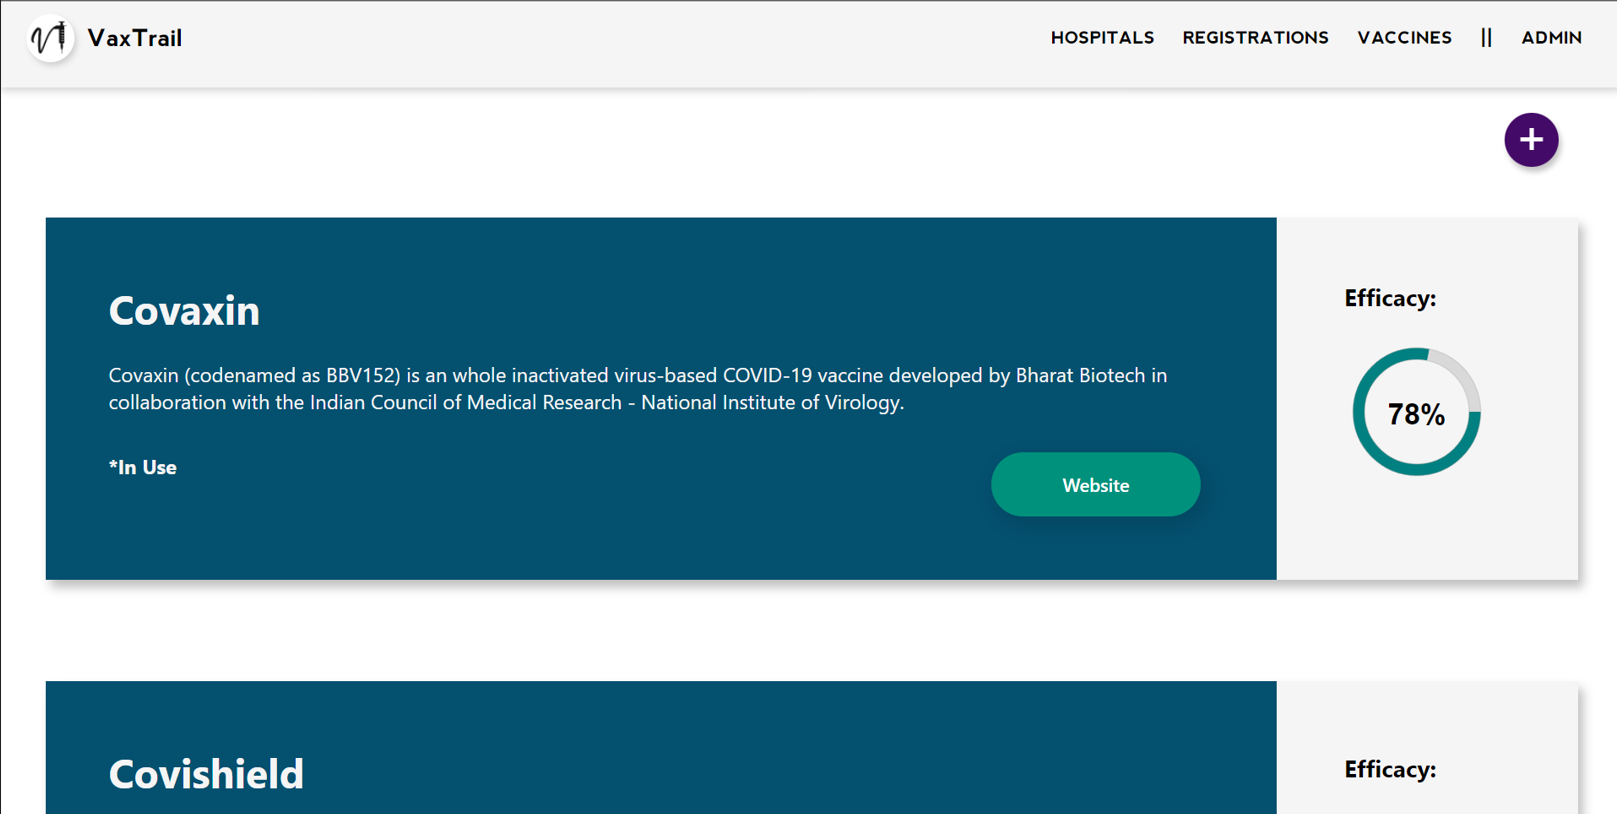 VaxTrail
HOSPITALS REGISTRATIONS VACCINES || ADMIN
+
Covaxin
Covaxin (codenamed as BBV152) is an whole inactivated virus-based COVID-19 vaccine developed by Bharat Biotech in
collaboration with the Indian Council of Medical Research - National Institute of Virology.
*In Use
Website
Efficacy:
78%
Covishield
Efficacy: